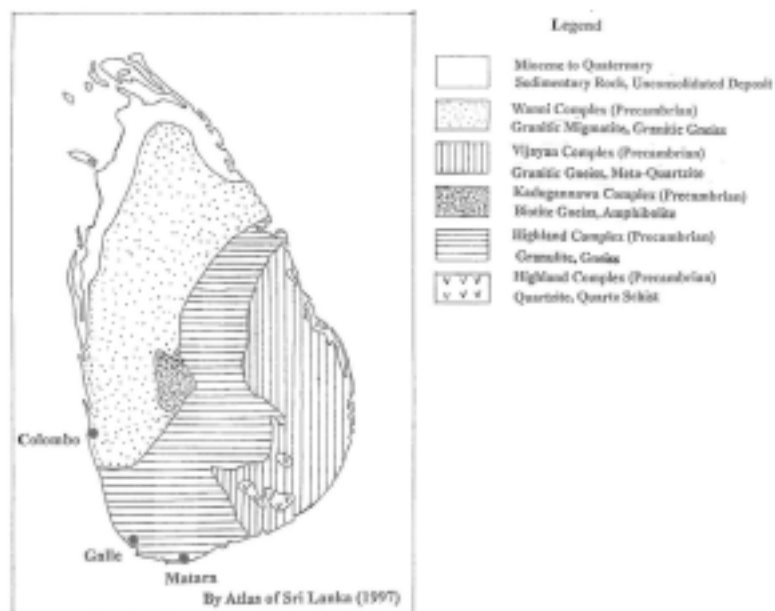 Legend
Miocene to Quaternary
Sedimentary Rock, Unconsolidated Deposit
Wanni Complex (Precambrian)
Granitic Migmatite, Granitic Gneiss
Vijayan Complex (Precambrian)
Granitic Gneiss, Meta-Quartzite
Kadugannawa Complex (Precambrian)
Biotite Gneiss, Amphibolite
Highland Complex (Precambrian)
Granulite, Gneiss
Highland Complex (Precambrian)
Quartzite, Quartz Schist
Colombo
Galle
Matara
By Atlas of Sri Lanka (1997)